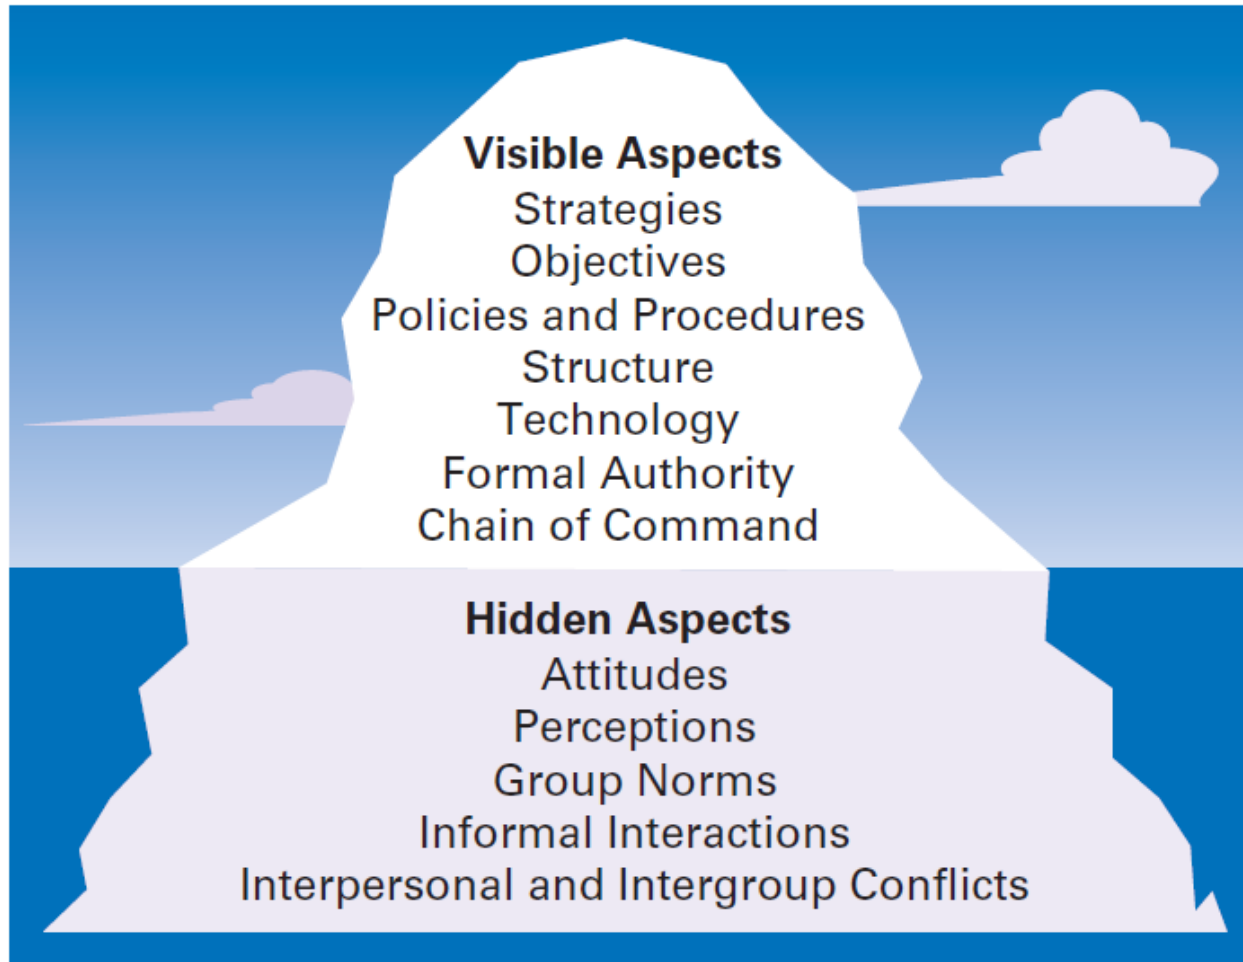 Visible Aspects
Strategies
Objectives
Policies and Procedures
Structure
Technology
Formal Authority
Chain of Command
Hidden Aspects
Attitudes
Perceptions
Group Norms
Informal Interactions
Interpersonal and Intergroup Conflicts